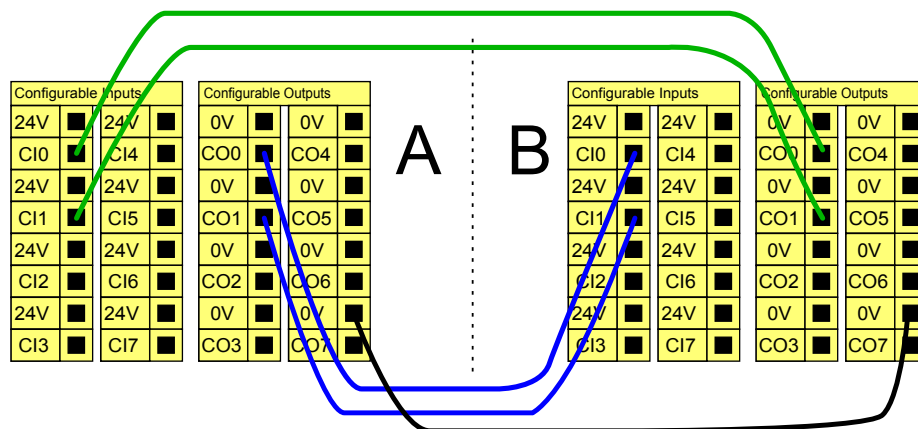 Configurable Inputs
24V 24V
CI0 CI4
24V 24V
CI1 CI5
24V 24V
CI2 CI6
24V 24V
CI3 CI7
Configurable Outputs
0V 0V
CO0 CO4
0V 0V
CO1 CO5
0V 0V
CO2 CO6
0V 0V
CO3 CO7
A
B
Configurable Inputs
24V 24V
CI0 CI4
24V 24V
CI1 CI5
24V 24V
CI2 CI6
24V 24V
CI3 CI7
Configurable Outputs
0V 0V
CO0 CO4
0V 0V
CO1 CO5
0V 0V
CO2 CO6
0V 0V
CO3 CO7